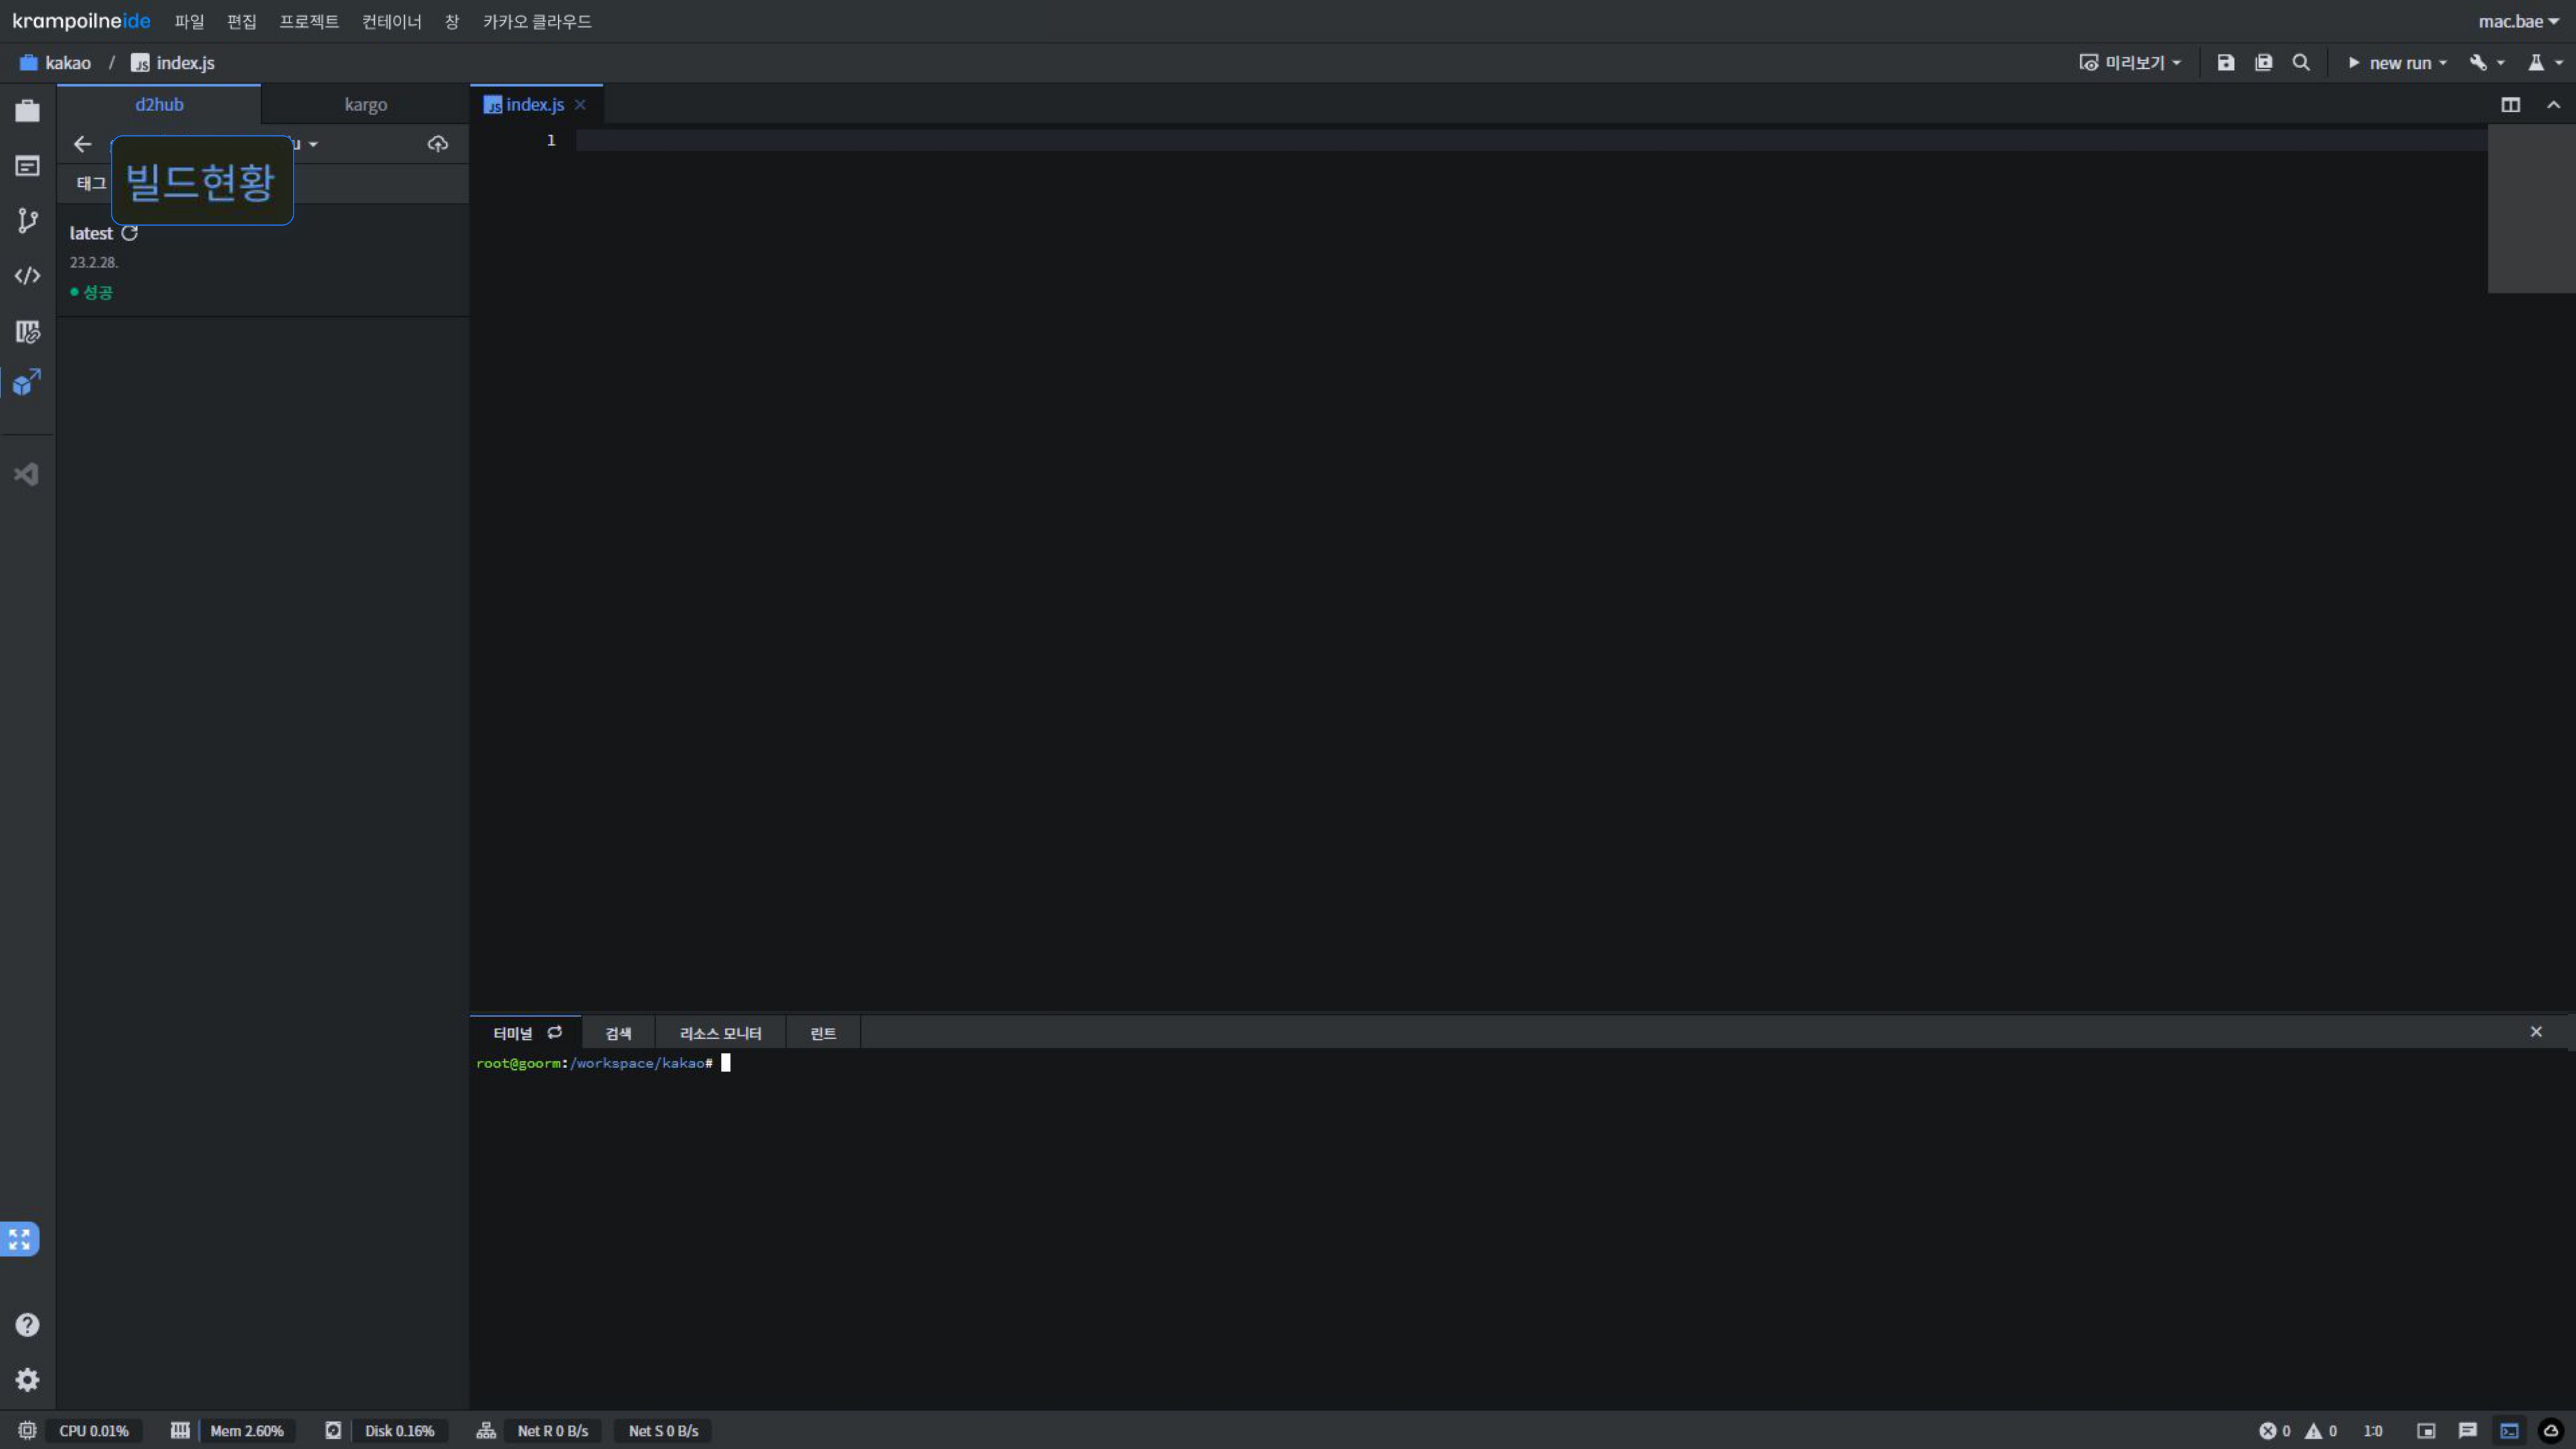 krampoilneide 파일 편집 프로젝트 컨테이너 창 카카오 클라우드 mac.bae
kakao / JS index.js 미리보기 new run
d2hub kargo JS index.js
태그 빌드현황
1
latest
23.2.28.
성공
터미널 검색 리소스 모니터 린트
root@goorm:/workspace/kakao#
CPU 0.01% Mem 2.60% Disk 0.16% Net R 0 B/s Net S 0 B/s 0 0 1:0